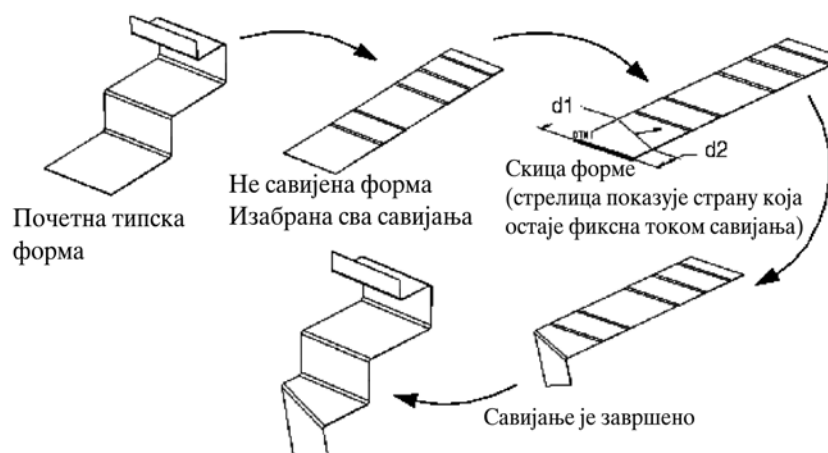 Почетна типска
форма
Не савијена форма
Изабрана сва савијања
d1
DTM1
d2
Скица форме
(стрелица показује страну која
остаје фиксна током савијања)
Савијање је завршено